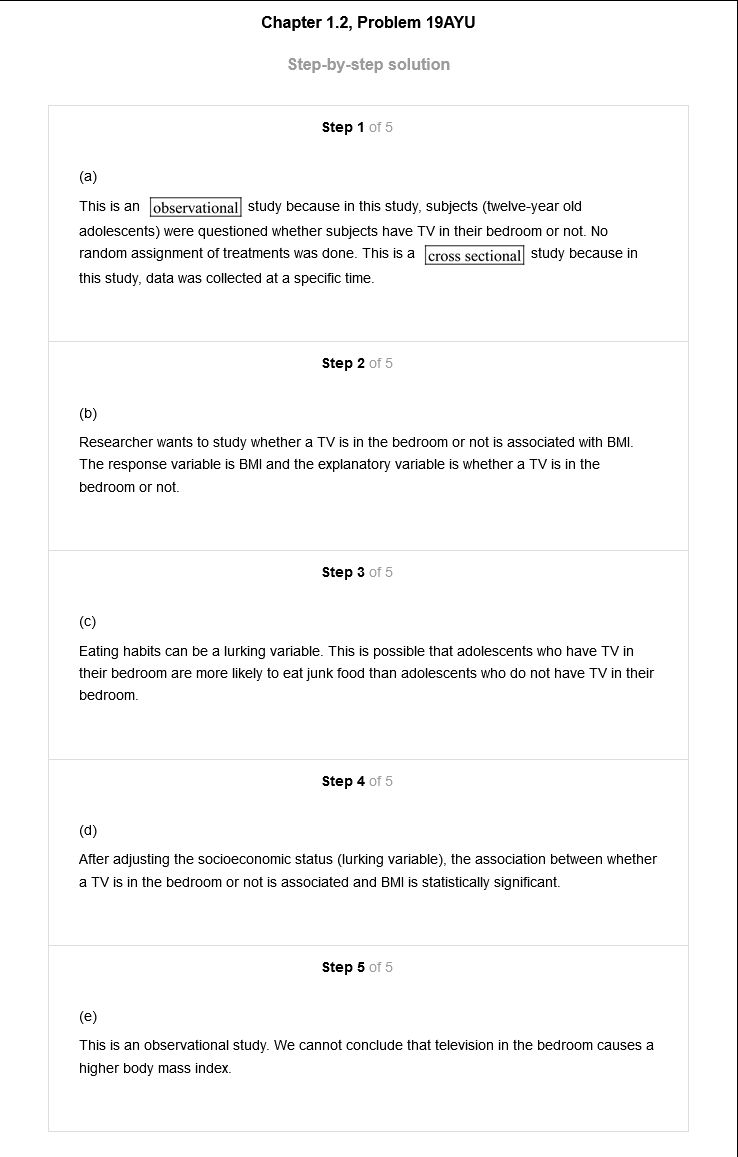 Chapter 1.2, Problem 19AYU
Step-by-step solution
Step 1 of 5
(a)
This is an observational study because in this study, subjects (twelve-year old
adolescents) were questioned whether subjects have TV in their bedroom or not. No
random assignment of treatments was done. This is a cross sectional study because in
this study, data was collected at a specific time.
Step 2 of 5
(b)
Researcher wants to study whether a TV is in the bedroom or not is associated with BMI.
The response variable is BMI and the explanatory variable is whether a TV is in the
bedroom or not.
Step 3 of 5
(c)
Eating habits can be a lurking variable. This is possible that adolescents who have TV in
their bedroom are more likely to eat junk food than adolescents who do not have TV in their
bedroom.
Step 4 of 5
(d)
After adjusting the socioeconomic status (lurking variable), the association between whether
a TV is in the bedroom or not is associated and BMI is statistically significant.
Step 5 of 5
(e)
This is an observational study. We cannot conclude that television in the bedroom causes a
higher body mass index.